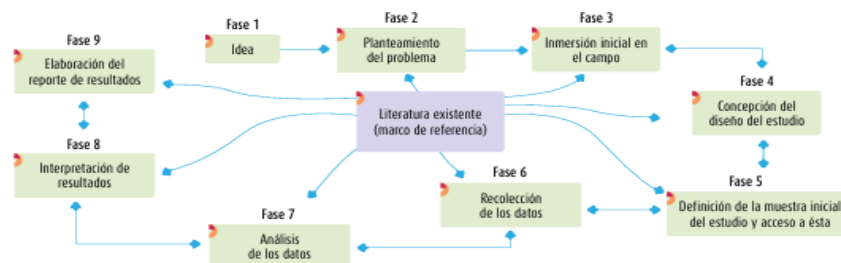 Fase 1
Idea
Fase 2
Planteamiento
del problema
Fase 3
Inmersión inicial en
el campo
Fase 4
Concepción del
diseño del estudio
Fase 5
Definición de la muestra inicial
del estudio y acceso a ésta
Fase 6
Recolección
de los datos
Fase 7
Análisis
de los datos
Fase 8
Interpretación de
resultados
Fase 9
Elaboración del
reporte de resultados
Literatura existente
(marco de referencia)